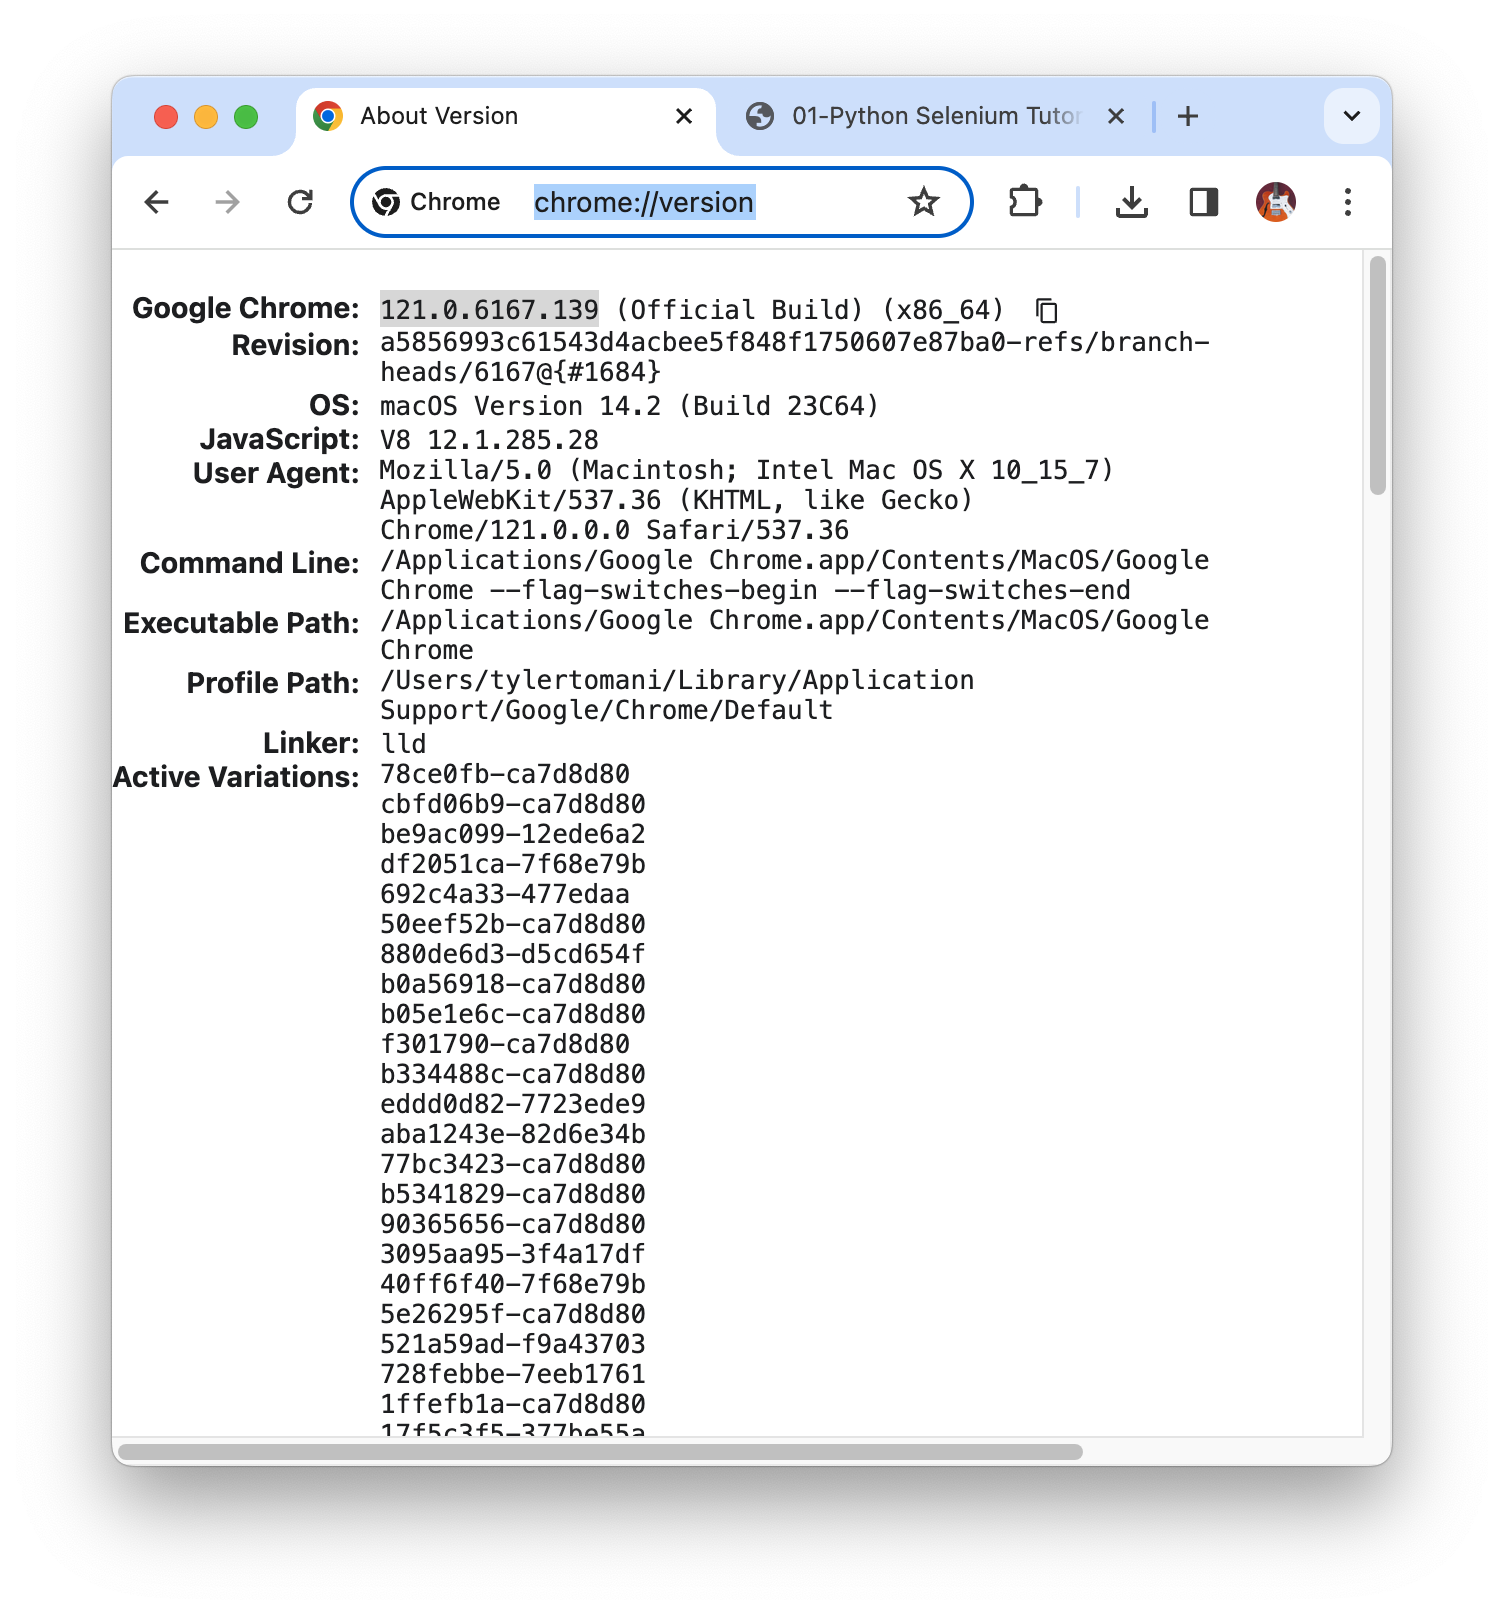 About Version
01-Python Selenium Tutor
Chrome chrome://version
Google Chrome: 121.0.6167.139 (Official Build) (x86_64)
Revision: a5856993c61543d4acbee5f848f1750607e87ba0-refs/branch-
heads/6167@{#1684}
OS: macOS Version 14.2 (Build 23C64)
JavaScript: V8 12.1.285.28
User Agent: Mozilla/5.0 (Macintosh; Intel Mac OS X 10_15_7)
AppleWebKit/537.36 (KHTML, like Gecko)
Chrome/121.0.0.0 Safari/537.36
Command Line: /Applications/Google Chrome.app/Contents/MacOS/Google
Chrome --flag-switches-begin --flag-switches-end
Executable Path: /Applications/Google Chrome.app/Contents/MacOS/Google
Chrome
Profile Path: /Users/tylertomani/Library/Application
Support/Google/Chrome/Default
Linker: lld
Active Variations: 78ce0fb-ca7d8d80
cbfd06b9-ca7d8d80
be9ac099-12ede6a2
df2051ca-7f68e79b
692c4a33-477edaa
50eef52b-ca7d8d80
880de6d3-d5cd654f
b0a56918-ca7d8d80
b05e1e6c-ca7d8d80
f301790-ca7d8d80
b334488c-ca7d8d80
eddd0d82-7723ede9
aba1243e-82d6e34b
77bc3423-ca7d8d80
b5341829-ca7d8d80
90365656-ca7d8d80
3095aa95-3f4a17df
40ff6f40-7f68e79b
5e26295f-ca7d8d80
521a59ad-f9a43703
728febbe-7eeb1761
1ffefb1a-ca7d8d80
17f5c3f5-377be55a